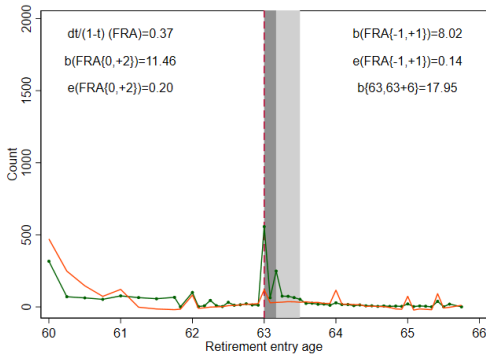 dt/(1-t) (FRA)=0.37
b(FRA{0,+2})=11.46
e(FRA{0,+2})=0.20
b(FRA{-1,+1})=8.02
e(FRA{-1,+1})=0.14
b{63,63+6}=17.95
Count
2000
1500
1000
500
0
60 61 62 63 64 65 66
Retirement entry age